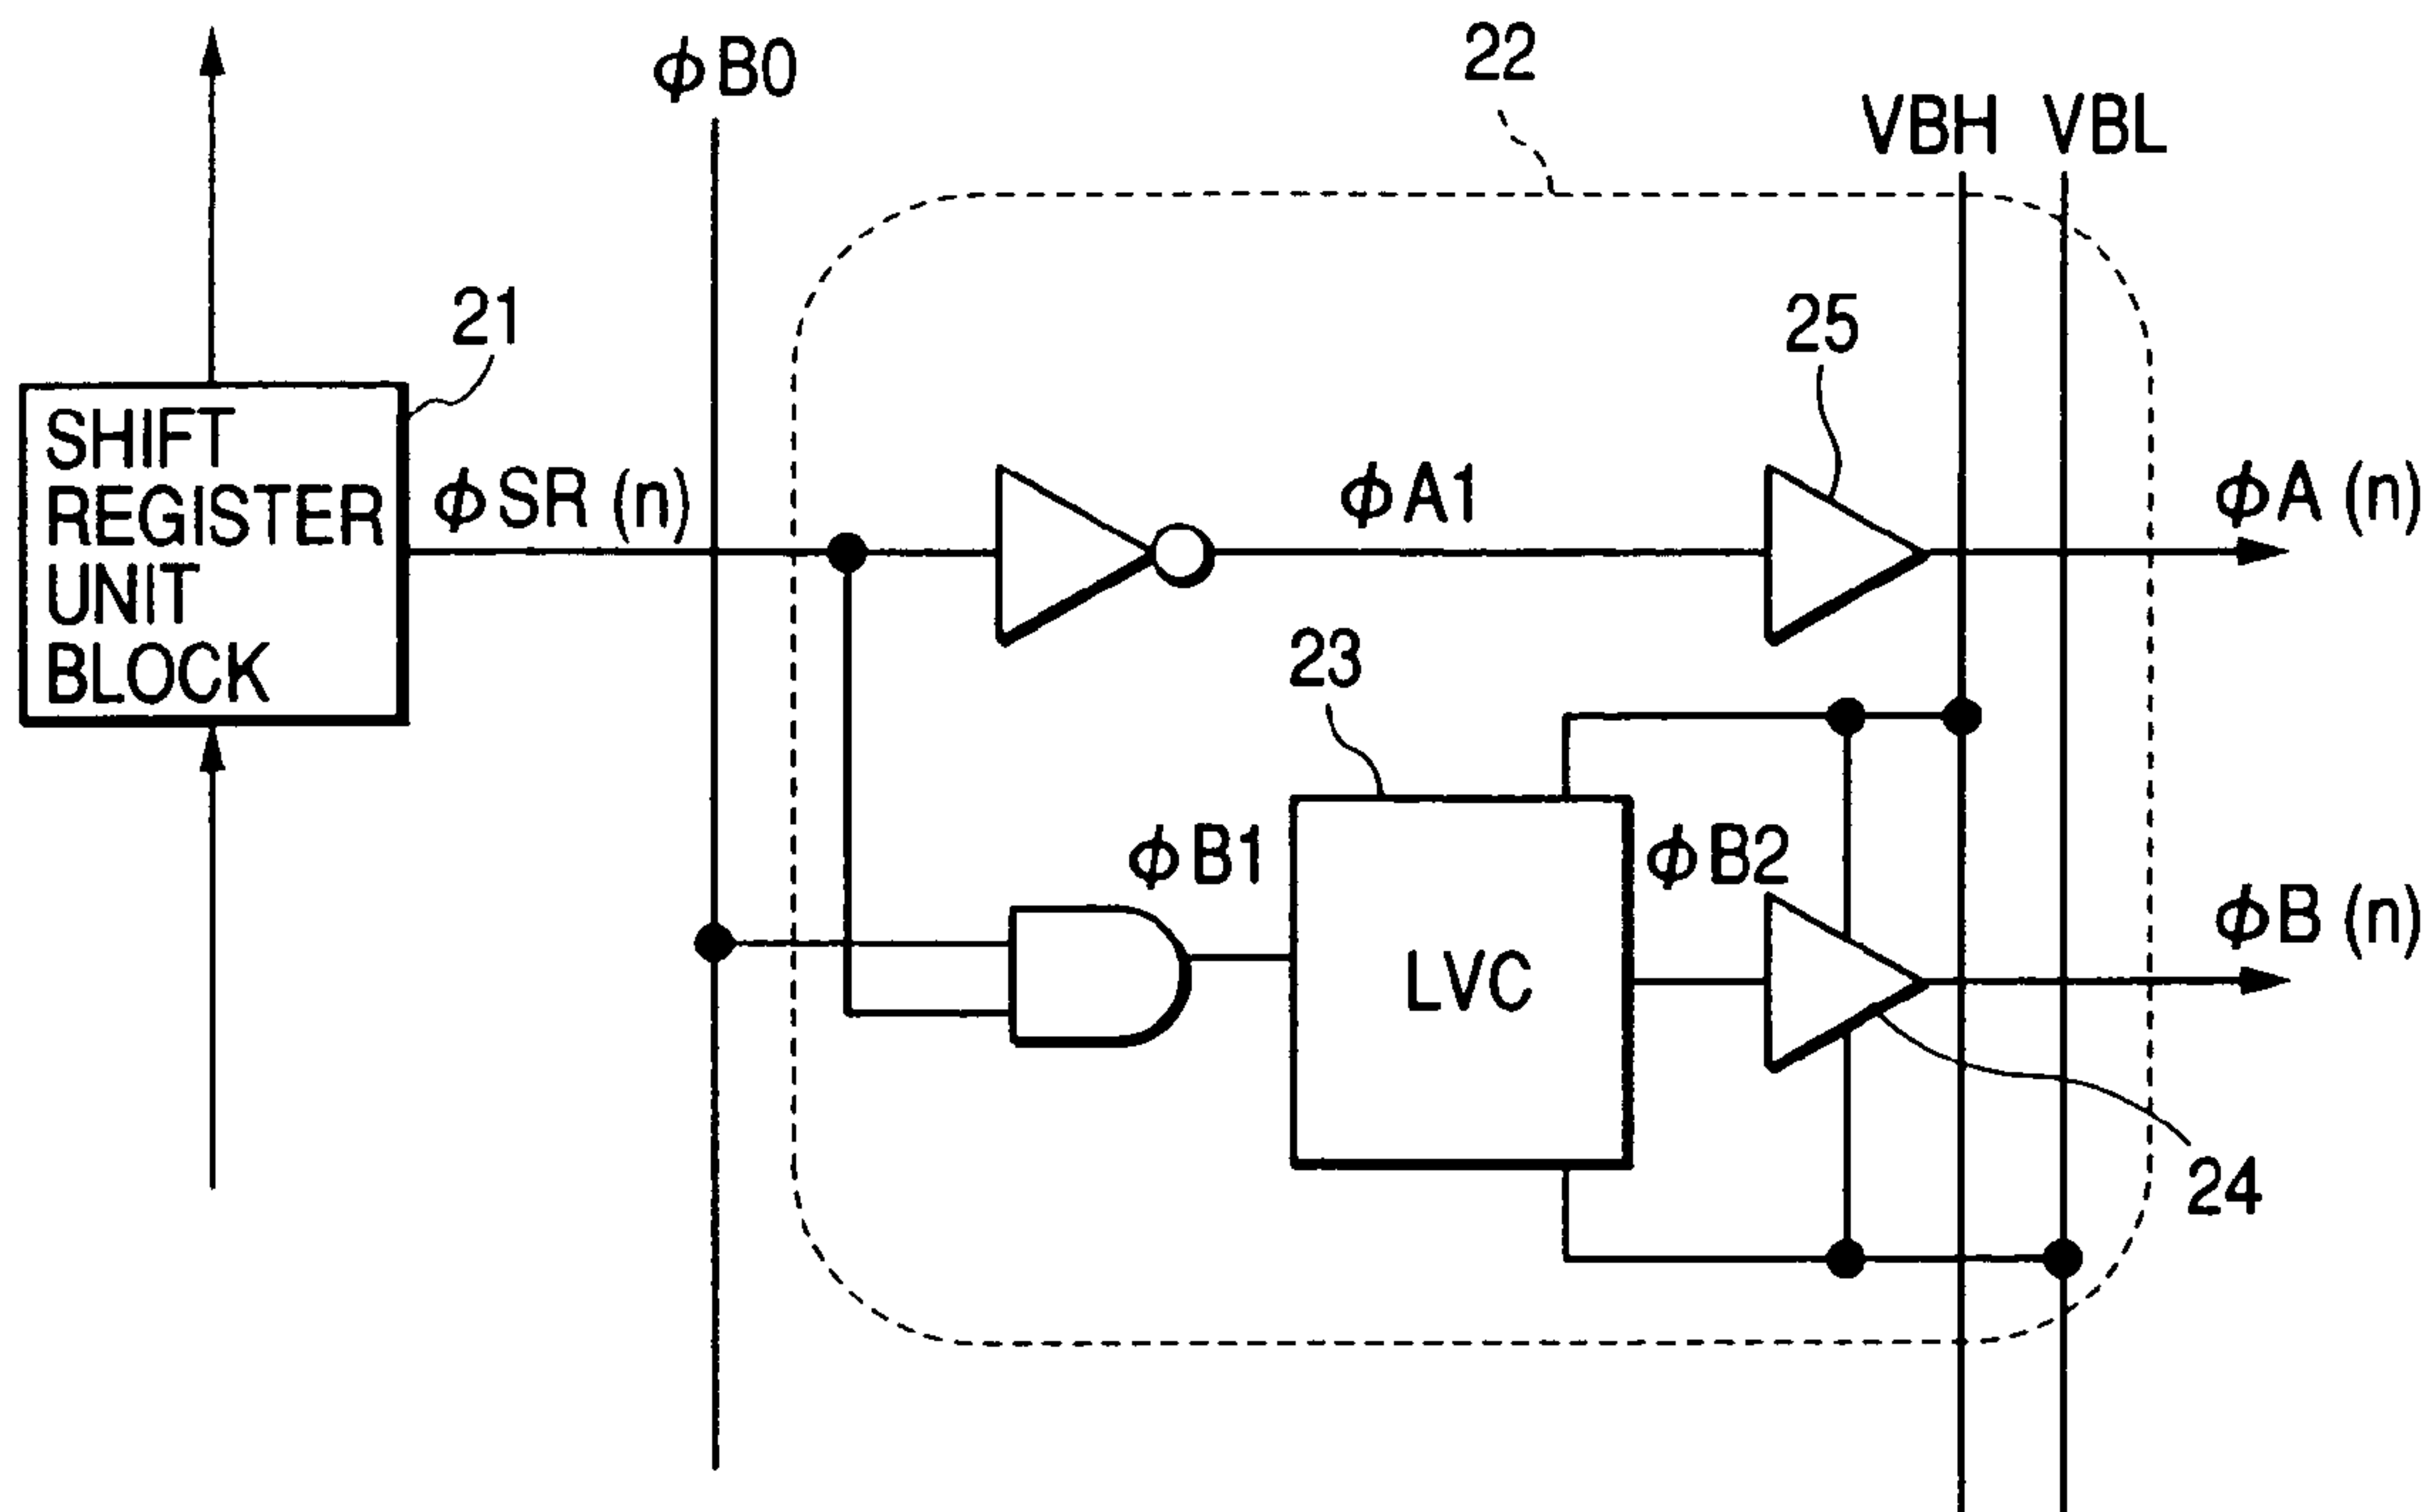 ϕB0
22
VBH
VBL
21
25
SHIFT
REGISTER
UNIT
BLOCK
ϕSR (n)
ϕA1
ϕA (n)
23
ϕB1
ϕB2
ϕB (n)
LVC
24